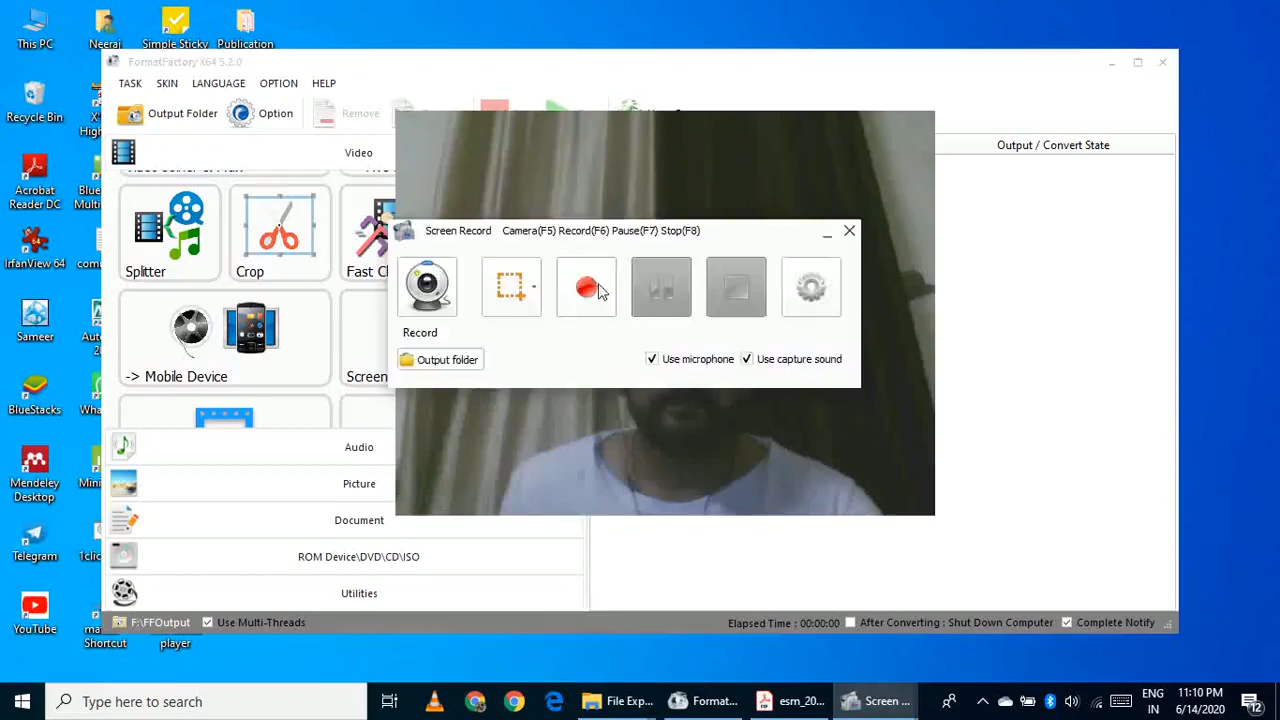 This PC
Neeraj
Simple Sticky
Publication
Recycle Bin
Acrobat
Reader DC
IrfanView 64
Sameer
BlueStacks
Mendeley
Desktop
Telegram
YouTube
Shortcut
player
FormatFactory X64 5.2.0
TASK SKIN LANGUAGE OPTION HELP
Output Folder Option Remove
Video
Output / Convert State
Splitter Crop
-> Mobile Device
Screen Record Camera(F5) Record(F6) Pause(F7) Stop(F8)
Record
Output folder
Use microphone Use capture sound
Audio
Picture
Document
ROM Device\DVD\CD\ISO
Utilities
F:\FFOutput Use Multi-Threads
Elapsed Time : 00:00:00 After Converting : Shut Down Computer Complete Notify
Type here to search
File Exp...
Format...
esm_20...
Screen ...
ENG
IN
11:10 PM
6/14/2020
12